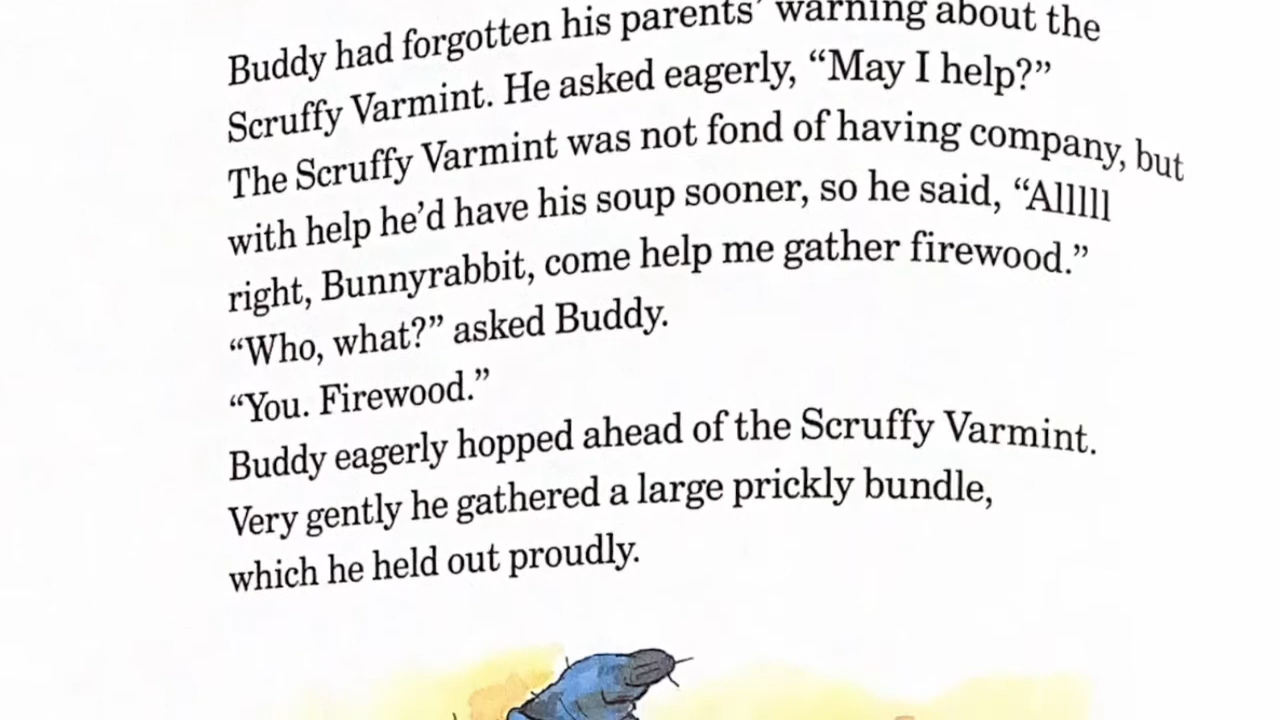 Buddy had forgotten his parents’ warning about the
Scruffy Varmint. He asked eagerly, “May I help?”
The Scruffy Varmint was not fond of having company, but
with help he’d have his soup sooner, so he said, “Alllll
right, Bunnyrabbit, come help me gather firewood.”
“Who, what?” asked Buddy.
“You. Firewood.”
Buddy eagerly hopped ahead of the Scruffy Varmint.
Very gently he gathered a large prickly bundle,
which he held out proudly.